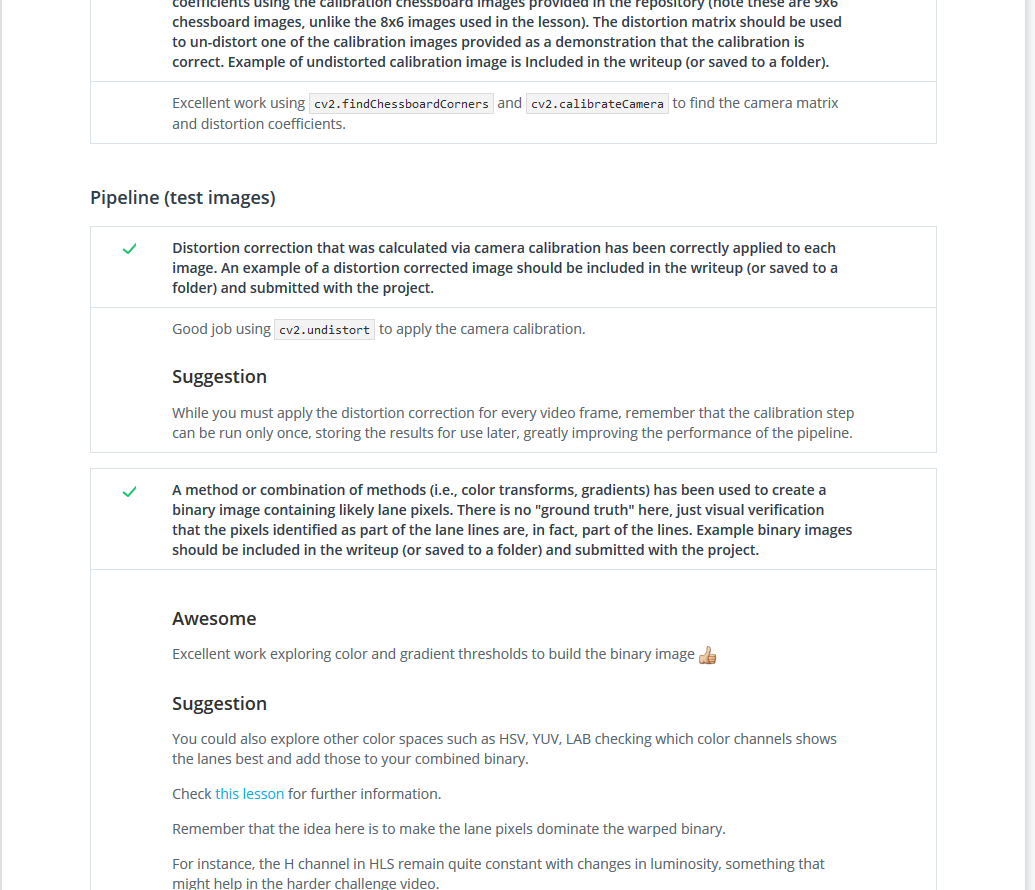 coefficients using the calibration chessboard images provided in the repository (note these are 9x6
chessboard images, unlike the 8x6 images used in the lesson). The distortion matrix should be used
to un-distort one of the calibration images provided as a demonstration that the calibration is
correct. Example of undistorted calibration image is Included in the writeup (or saved to a folder).
Excellent work using cv2.findChessboardCorners and cv2.calibrateCamera to find the camera matrix
and distortion coefficients.
Pipeline (test images)
Distortion correction that was calculated via camera calibration has been correctly applied to each
image. An example of a distortion corrected image should be included in the writeup (or saved to a
folder) and submitted with the project.
Good job using cv2.undistort to apply the camera calibration.
Suggestion
While you must apply the distortion correction for every video frame, remember that the calibration step
can be run only once, storing the results for use later, greatly improving the performance of the pipeline.
A method or combination of methods (i.e., color transforms, gradients) has been used to create a
binary image containing likely lane pixels. There is no "ground truth" here, just visual verification
that the pixels identified as part of the lane lines are, in fact, part of the lines. Example binary images
should be included in the writeup (or saved to a folder) and submitted with the project.
Awesome
Excellent work exploring color and gradient thresholds to build the binary image
Suggestion
You could also explore other color spaces such as HSV, YUV, LAB checking which color channels shows
the lanes best and add those to your combined binary.
Check this lesson for further information.
Remember that the idea here is to make the lane pixels dominate the warped binary.
For instance, the H channel in HLS remain quite constant with changes in luminosity, something that
might help in the harder challenge video.